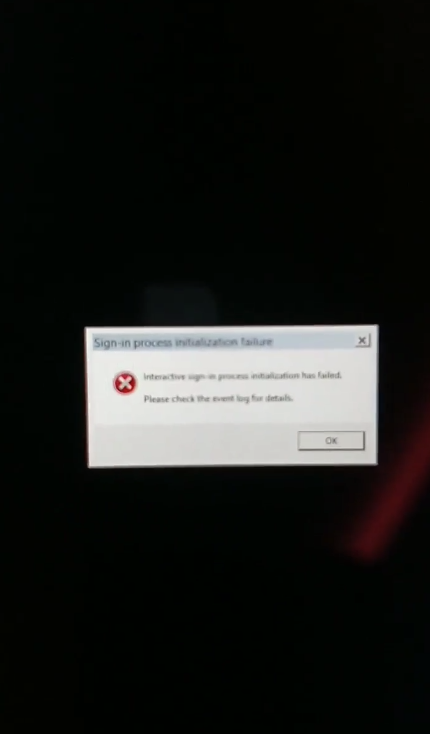 Sign-in process initialization failure
Interactive sign-in process initialization has failed.
Please check the event log for details.
OK